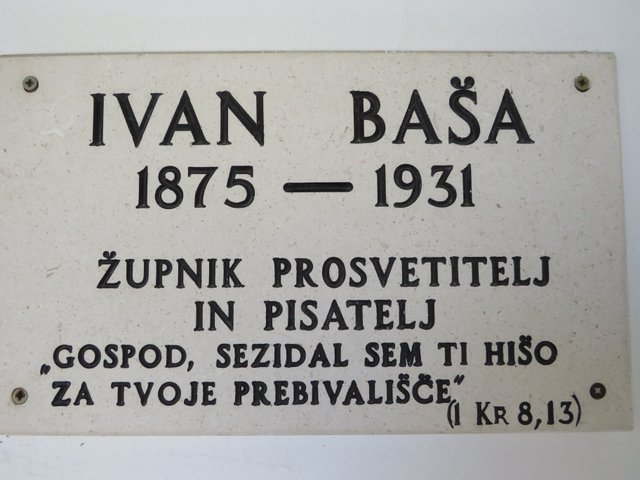 IVAN BAŠA
1875 — 1931
ŽUPNIK PROSVETITELJ
IN PISATELJ
„GOSPOD, SEZIDAL SEM TI HIŠO
ZA TVOJE PREBIVALIŠČE“
(1 KR 8,13)